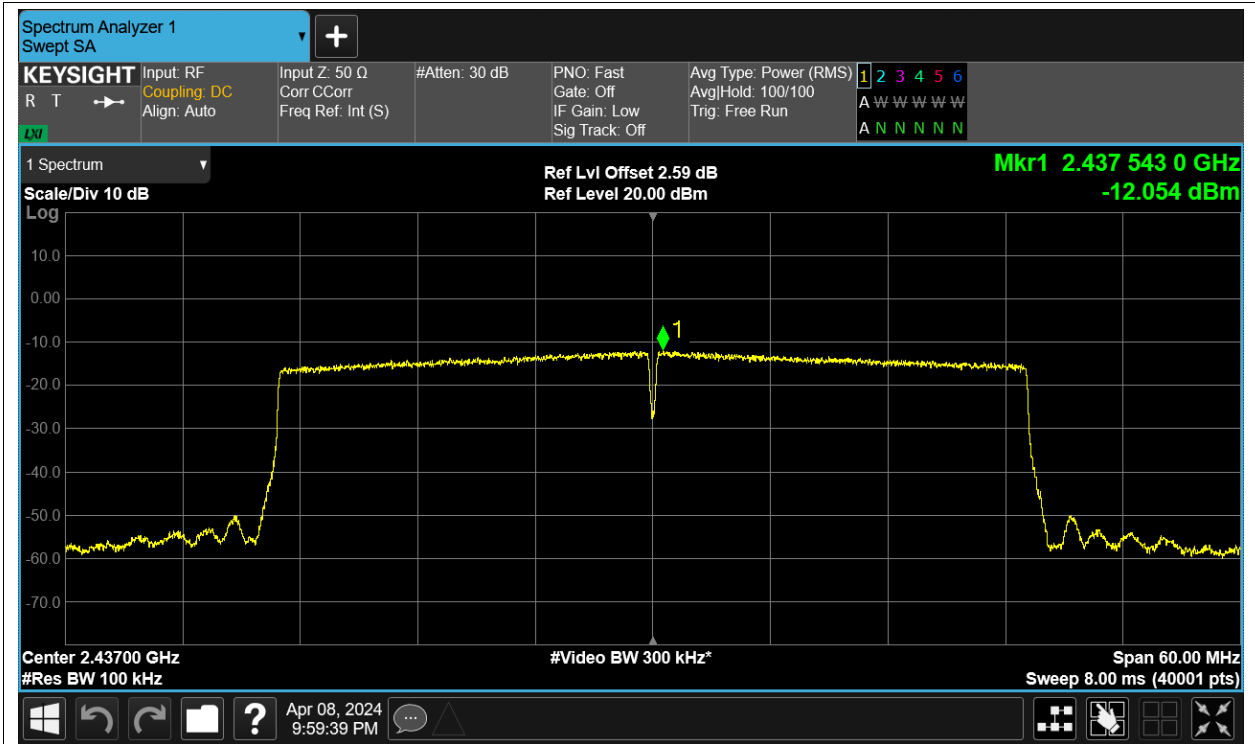 Spectrum Analyzer 1
Swept SA
KEYSIGHT
R T
LXI
Input: RF
Coupling: DC
Align: Auto
Input Z: 50 Ω
Corr CCorr
Freq Ref: Int (S)
#Atten: 30 dB
PNO: Fast
Gate: Off
IF Gain: Low
Sig Track: Off
Avg Type: Power (RMS)
Avg|Hold: 100/100
Trig: Free Run
1 2 3 4 5 6
A W W W W W
A N N N N N
1 Spectrum
Scale/Div 10 dB
Log
Ref Lvl Offset 2.59 dB
Ref Level 20.00 dBm
Mkr1 2.437 543 0 GHz
-12.054 dBm
10.0
0.00
-10.0
-20.0
-30.0
-40.0
-50.0
-60.0
-70.0
1
Center 2.43700 GHz
#Res BW 100 kHz
#Video BW 300 kHz*
Span 60.00 MHz
Sweep 8.00 ms (40001 pts)
?
Apr 08, 2024
9:59:39 PM